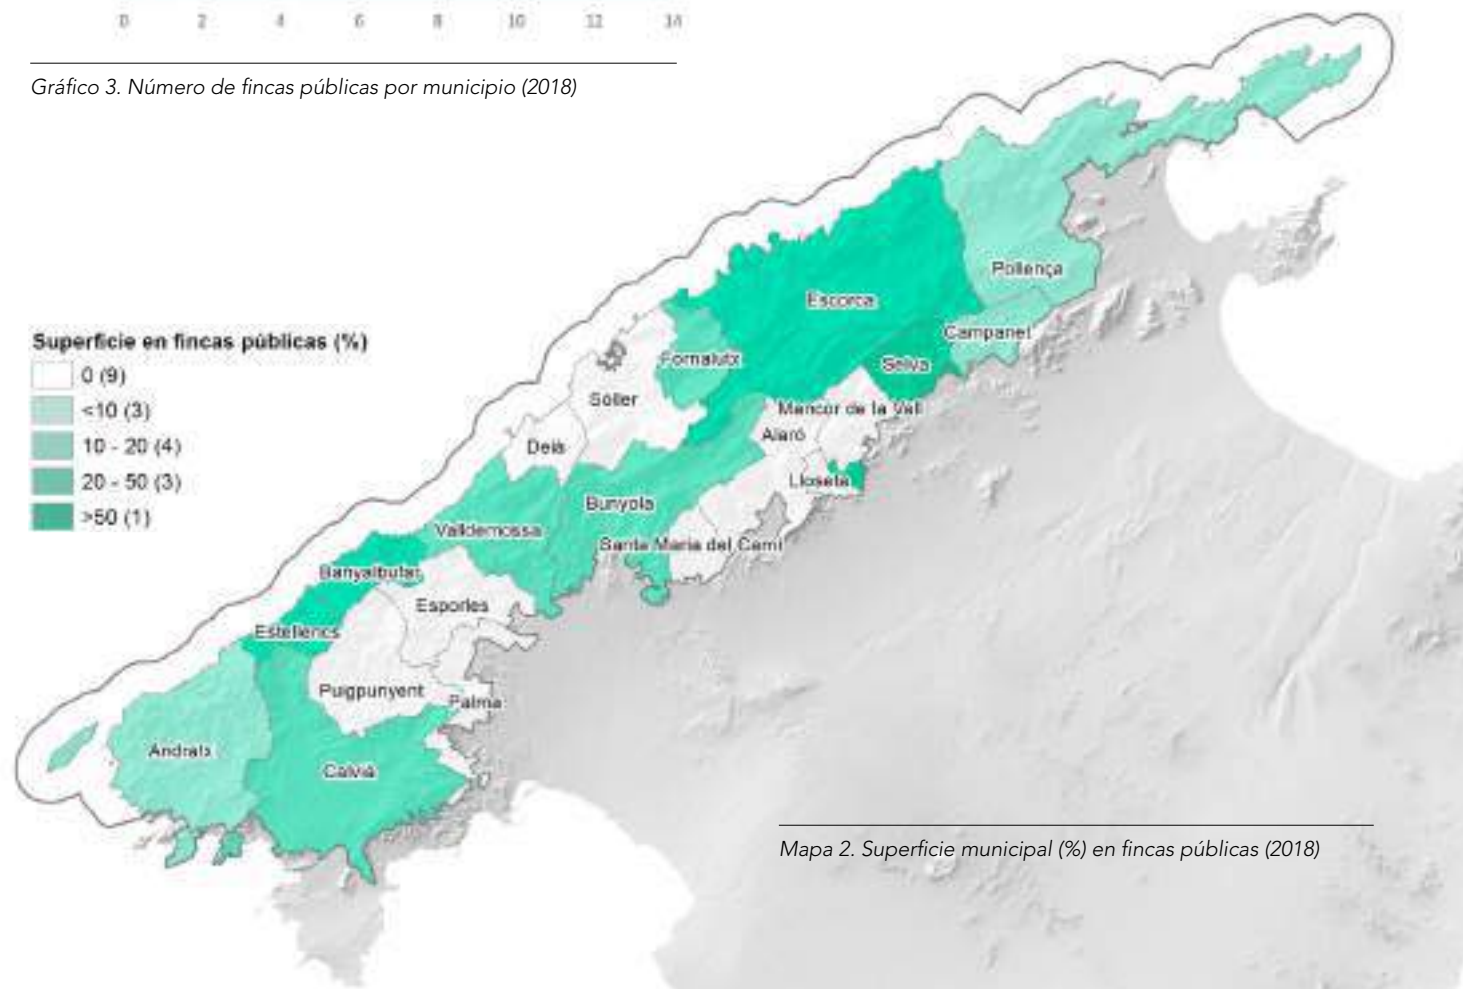 0 2 4 6 8 10 12 14
Gráfico 3. Número de fincas públicas por municipio (2018)
Pollença
Escorca
Campanet
Superficie en fincas públicas (%)
Fornalutx
Selva
0 (9)
Sóller
Mancor de la Vall
<10 (3)
Alaró
Deià
10 - 20 (4)
Lloseta
20 - 50 (3)
Bunyola
>50 (1)
Valldemossa
Santa Maria del Camí
Banyalbufar
Esporles
Estellencs
Puigpunyent
Palma
Andratx
Calvià
Mapa 2. Superficie municipal (%) en fincas públicas (2018)